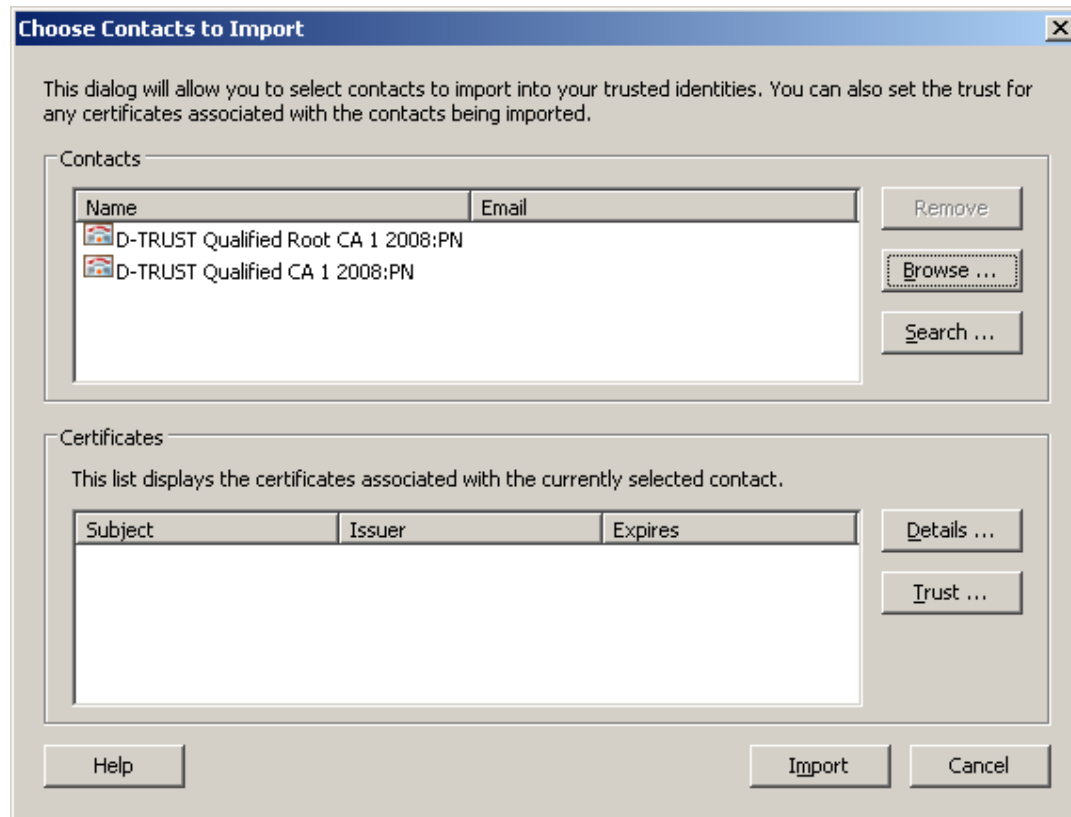 Choose Contacts to Import
This dialog will allow you to select contacts to import into your trusted identities. You can also set the trust for
any certificates associated with the contacts being imported.
Contacts
Name Email
D-TRUST Qualified Root CA 1 2008:PN
D-TRUST Qualified CA 1 2008:PN
Remove
Browse ...
Search ...
Certificates
This list displays the certificates associated with the currently selected contact.
Subject Issuer Expires
Details ...
Trust ...
Help Import Cancel